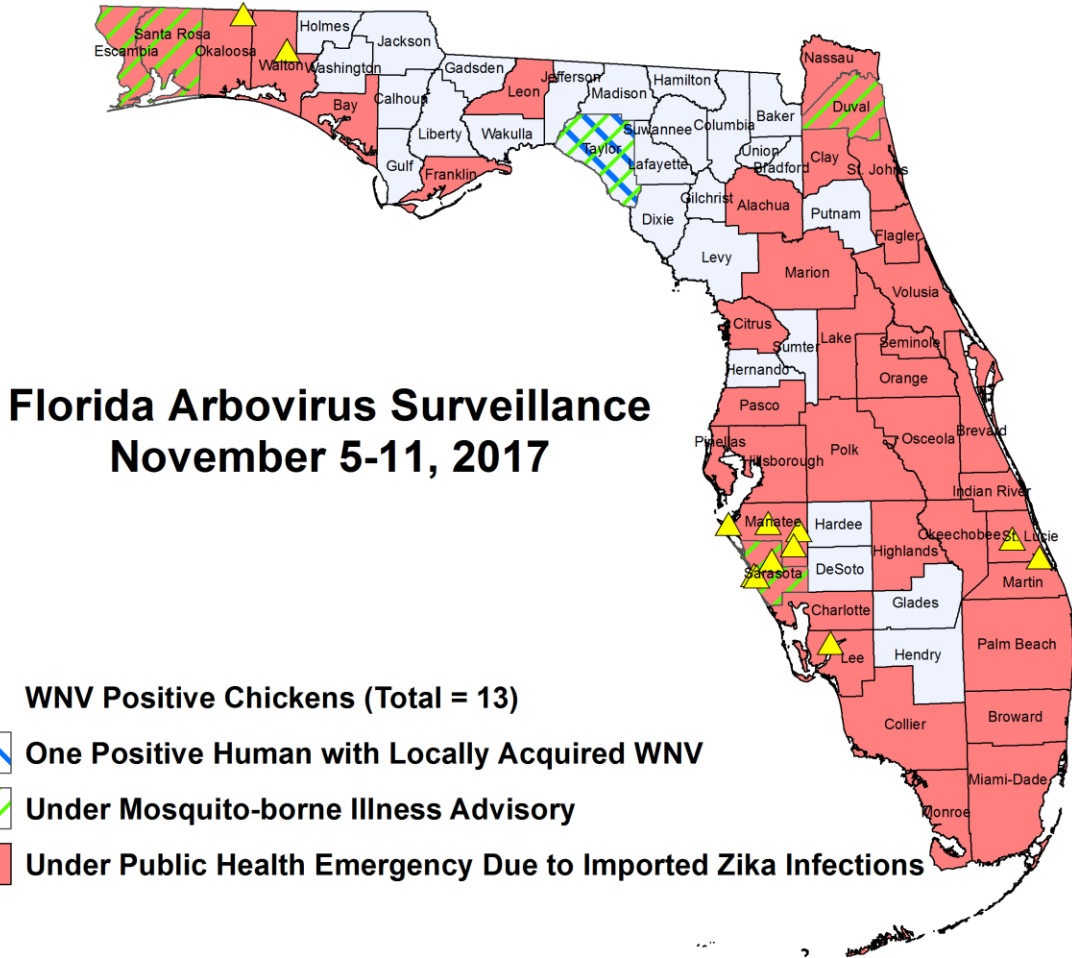 Holmes
Jackson
Santa Rosa
Escambia
Okaloosa
Walton
Washington
Gadsden
Jefferson
Hamilton
Nassau
Leon
Madison
Bay
Calhoun
Baker
Duval
Liberty
Wakulla
Taylor
Suwannee
Columbia
Gulf
Franklin
Lafayette
Union
Bradford
Clay
St. Johns
Gilchrist
Alachua
Putnam
Dixie
Flagler
Levy
Marion
Volusia
Citrus
Sumter
Lake
Seminole
Hernando
Orange
Florida Arbovirus Surveillance
November 5-11, 2017
Pasco
Pinellas
Hillsborough
Polk
Osceola
Brevard
Indian River
Manatee
Hardee
Okeechobee
St. Lucie
Highlands
Sarasota
DeSoto
Martin
Charlotte
Glades
Lee
Hendry
Palm Beach
Collier
Broward
Miami-Dade
Monroe
WNV Positive Chickens (Total = 13)
One Positive Human with Locally Acquired WNV
Under Mosquito-borne Illness Advisory
Under Public Health Emergency Due to Imported Zika Infections